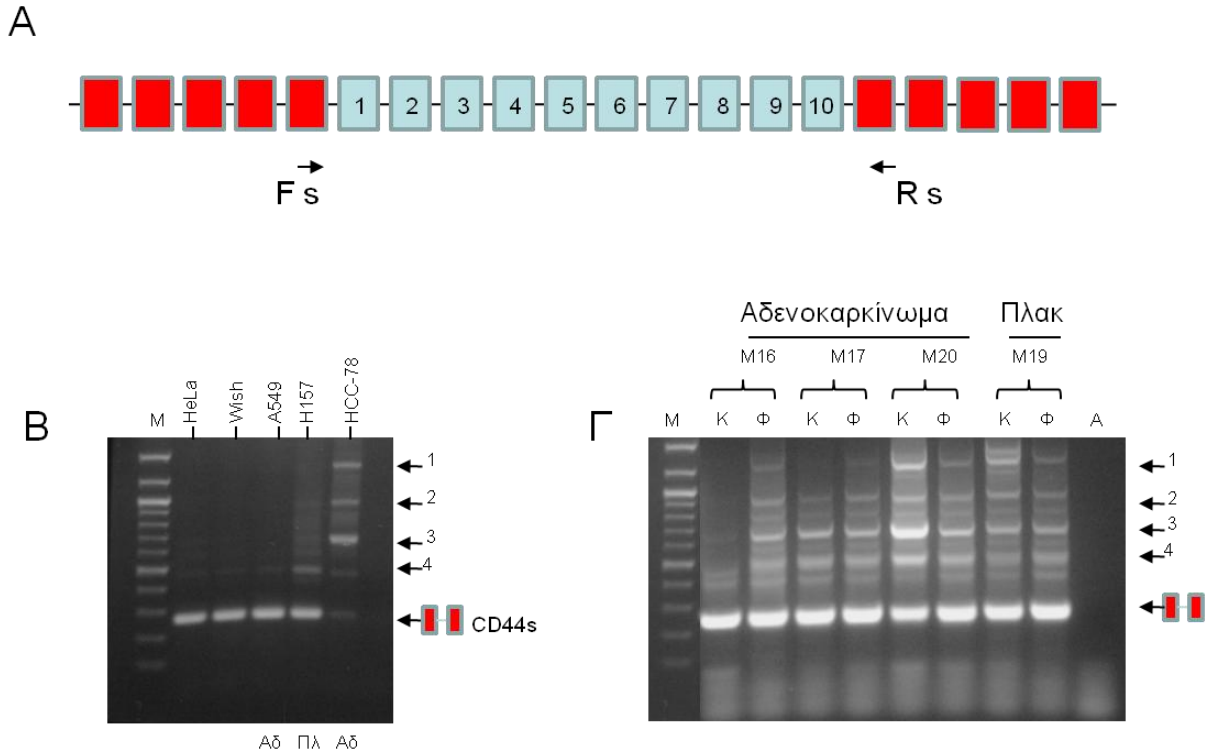 A
1 2 3 4 5 6 7 8 9 10
F s
R s
B
M
HeLa
Wish
A549
H157
HCC-78
1
2
3
4
CD44s
Αδ Πλ Αδ
Γ
Αδενοκαρκίνωμα Πλακ
M16 M17 M20 M19
M K Φ K Φ K Φ K Φ A
1
2
3
4